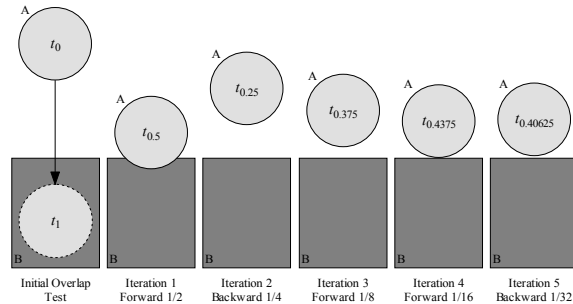 A
t0
t1
B
Initial Overlap
Test
A
t0.5
B
Iteration 1
Forward 1/2
A
t0.25
B
Iteration 2
Backward 1/4
A
t0.375
B
Iteration 3
Forward 1/8
A
t0.4375
B
Iteration 4
Forward 1/16
A
t0.40625
B
Iteration 5
Backward 1/32